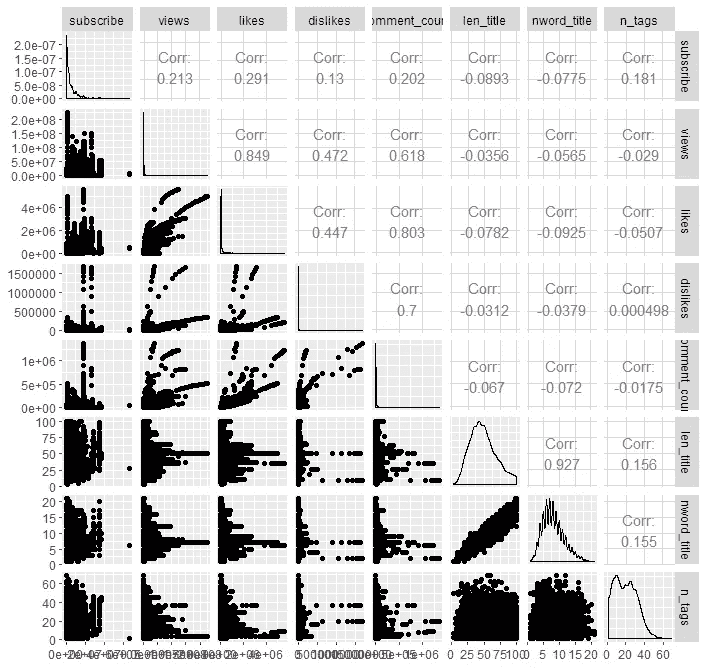 subscribe views likes dislikes omment_cour len_title nword_title n_tags
2.0e-07
1.5e-07
1.0e-07
5.0e-08
0.0e+00
Corr:
0.213
Corr:
0.291
Corr:
0.13
Corr:
0.202
Corr:
-0.0893
Corr:
-0.0775
Corr:
0.181
subscribe
2.0e+08
1.5e+08
1.0e+08
5.0e+07
0.0e+00
Corr:
0.849
Corr:
0.472
Corr:
0.618
Corr:
-0.0356
Corr:
-0.0565
Corr:
-0.029
views
4e+06
2e+06
0e+00
Corr:
0.447
Corr:
0.803
Corr:
-0.0782
Corr:
-0.0925
Corr:
-0.0507
likes
1500000
1000000
500000
0
Corr:
0.7
Corr:
-0.0312
Corr:
-0.0379
Corr:
0.000498
dislikes
1e+06
5e+05
0e+00
Corr:
-0.067
Corr:
-0.072
Corr:
-0.0175
omment_cour
100
75
50
25
0
Corr:
0.927
Corr:
0.156
len_title
20
15
10
5
0
Corr:
0.155
nword_title
60
40
20
0
n_tags
0 25 50 75 100 0 5 10 15 20 0 20 40 60